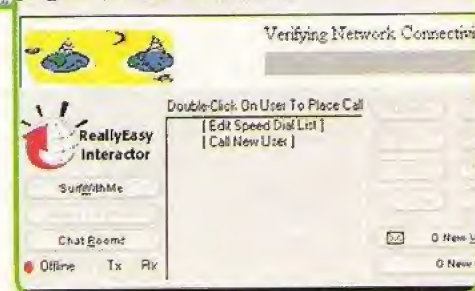 Verifying Network Connectivi
Double-Click On User To Place Call
[ Edit Speed Dial List ]
[ Call New User ]
ReallyEasy
Interactor
SurfWithMe
Chat Rooms
Offline Tx Rx
0 New
0 New